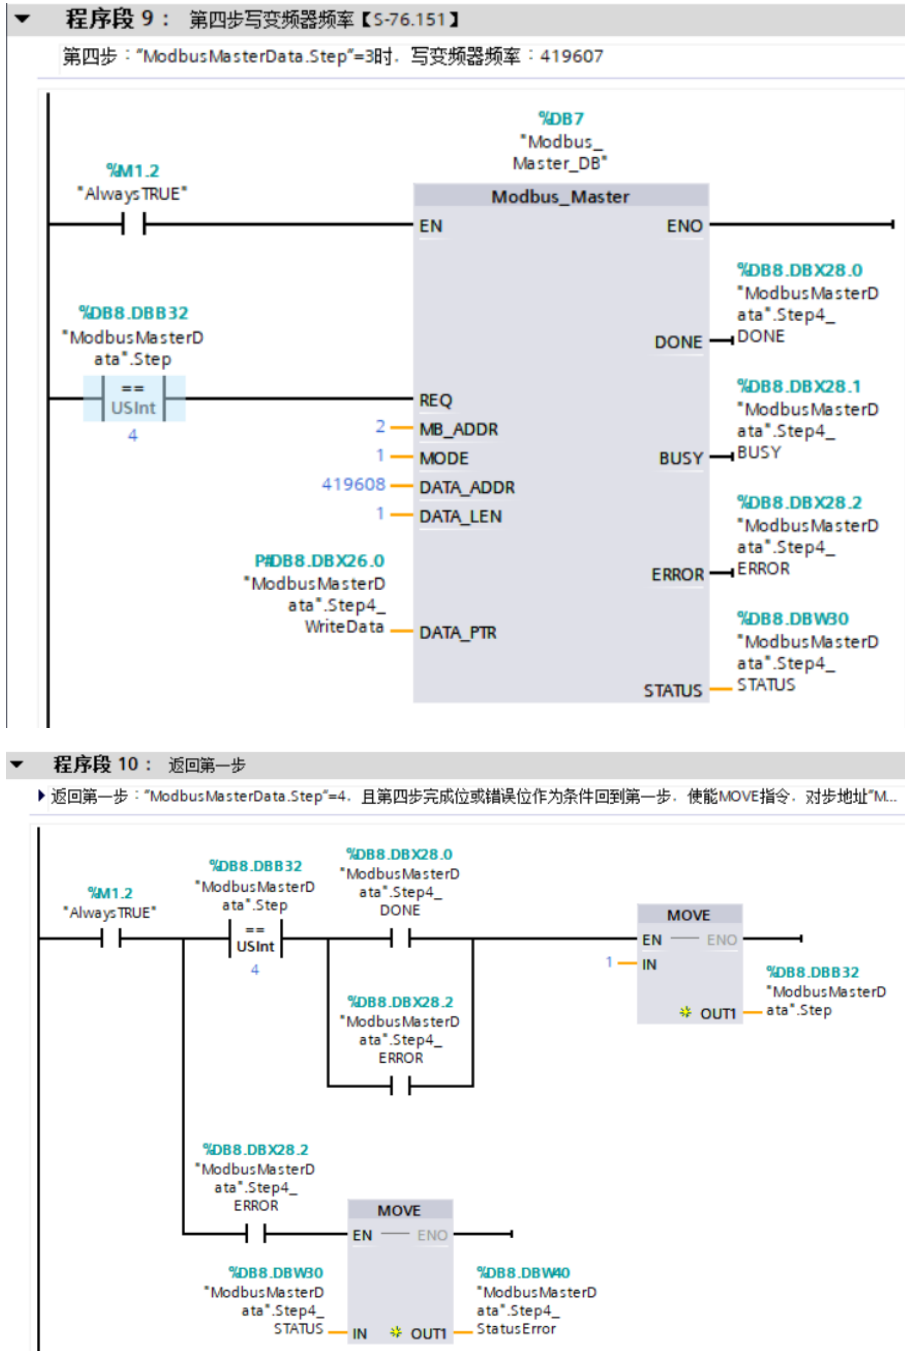 程序段 9： 第四步写变频器频率【S-76.151】
第四步："ModbusMasterData.Step"=3时，写变频器频率：419607
%DB7
"Modbus_
Master_DB"
%M1.2
"AlwaysTRUE"
Modbus_Master
EN
ENO
%DB8.DBX28.0
"ModbusMasterD
ata".Step4_
DONE
DONE
%DB8.DBB32
"ModbusMasterD
ata".Step
==
USInt
4
REQ
%DB8.DBX28.1
"ModbusMasterD
ata".Step4_
BUSY
BUSY
2
MB_ADDR
1
MODE
419608
DATA_ADDR
1
DATA_LEN
%DB8.DBX28.2
"ModbusMasterD
ata".Step4_
ERROR
ERROR
P#DB8.DBX26.0
"ModbusMasterD
ata".Step4_
WriteData
DATA_PTR
%DB8.DBW30
"ModbusMasterD
ata".Step4_
STATUS
STATUS
程序段 10： 返回第一步
返回第一步："ModbusMasterData.Step"=4，且第四步完成位或错误位作为条件回到第一步，使能MOVE指令，对步地址"M...
%M1.2
"AlwaysTRUE"
%DB8.DBB32
"ModbusMasterD
ata".Step
==
USInt
4
%DB8.DBX28.0
"ModbusMasterD
ata".Step4_
DONE
%DB8.DBX28.2
"ModbusMasterD
ata".Step4_
ERROR
MOVE
EN
ENO
1
IN
OUT1
%DB8.DBB32
"ModbusMasterD
ata".Step
%DB8.DBX28.2
"ModbusMasterD
ata".Step4_
ERROR
MOVE
EN
ENO
%DB8.DBW30
"ModbusMasterD
ata".Step4_
STATUS
IN
OUT1
%DB8.DBW40
"ModbusMasterD
ata".Step4_
StatusError